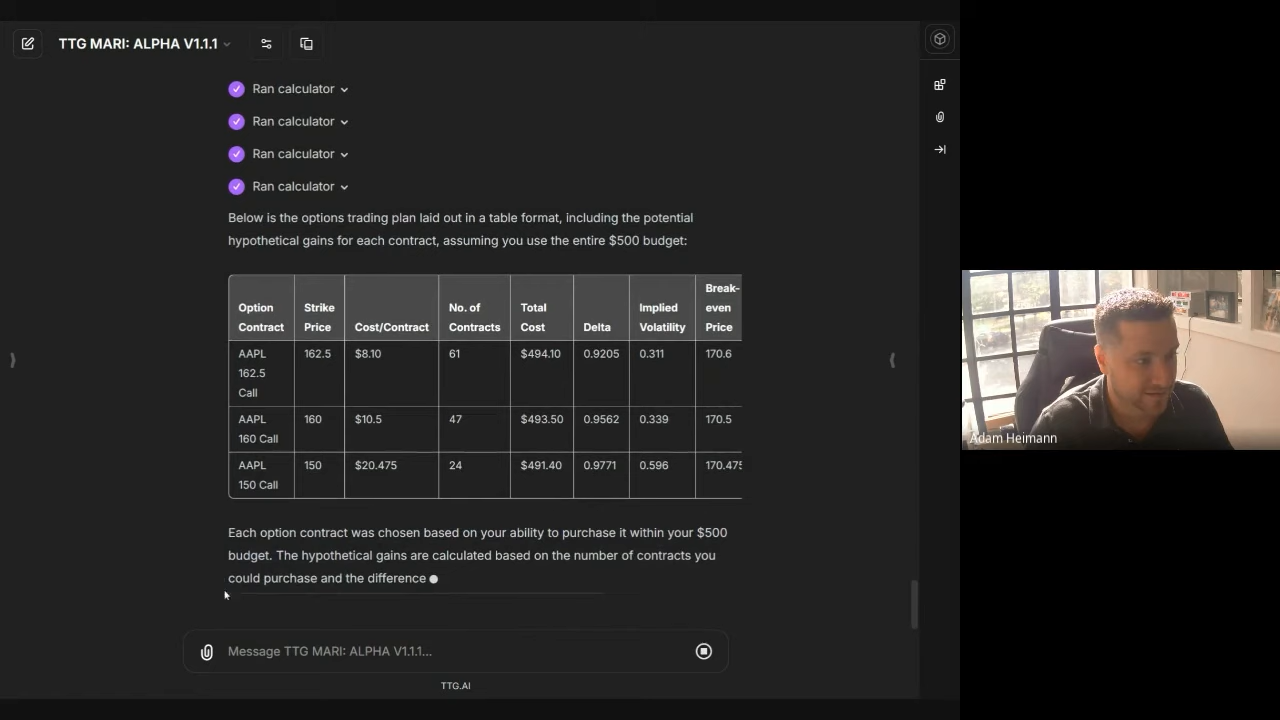 TTG MARI: ALPHA V1.1.1
Ran calculator
Ran calculator
Ran calculator
Ran calculator
Below is the options trading plan laid out in a table format, including the potential
hypothetical gains for each contract, assuming you use the entire $500 budget:
Option Contract | Strike Price | Cost/Contract | No. of Contracts | Total Cost | Delta | Implied Volatility | Break-even Price
AAPL 162.5 Call | 162.5 | $8.10 | 61 | $494.10 | 0.9205 | 0.311 | 170.6
AAPL 160 Call | 160 | $10.5 | 47 | $493.50 | 0.9562 | 0.339 | 170.5
AAPL 150 Call | 150 | $20.475 | 24 | $491.40 | 0.9771 | 0.596 | 170.475
Each option contract was chosen based on your ability to purchase it within your $500
budget. The hypothetical gains are calculated based on the number of contracts you
could purchase and the difference
Message TTG MARI: ALPHA V1.1.1...
TTG.AI
Adam Heimann